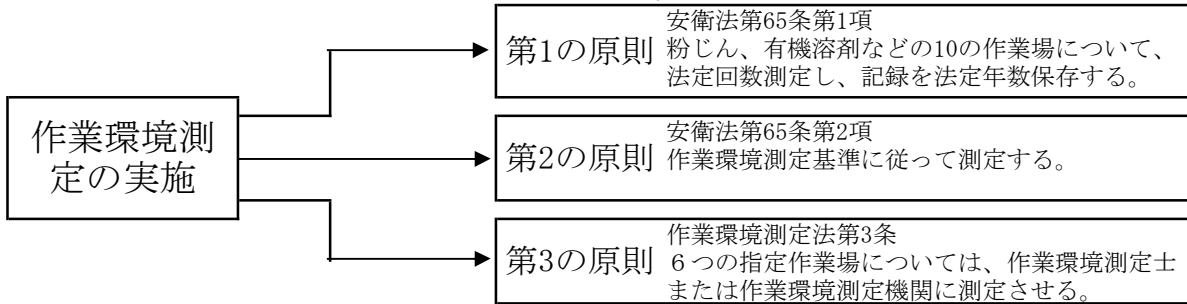 作業環境測
定の実施
第1の原則
安衛法第65条第1項
粉じん、有機溶剤などの10の作業場について、
法定回数測定し、記録を法定年数保存する。
第2の原則
安衛法第65条第2項
作業環境測定基準に従って測定する。
第3の原則
作業環境測定法第3条
６つの指定作業場については、作業環境測定士
または作業環境測定機関に測定させる。